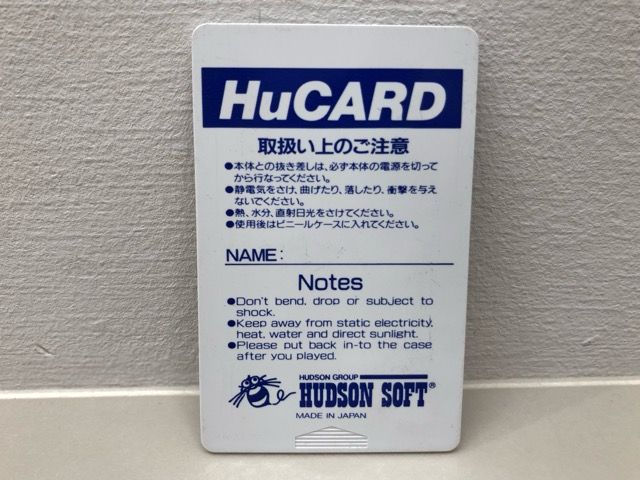 HuCARD
取扱い上のご注意
●本体との抜き差しは、必ず本体の電源を切って
から行なってください。
●静電気をさけ、曲げたり、落したり、衝撃を与え
ないでください。
●熱、水分、直射日光をさけてください。
●使用後はビニールケースに入れてください。
NAME:
Notes
●Don't bend, drop or subject to
shock.
●Keep away from static electricity,
heat, water and direct sunlight.
●Please put back in-to the case
after you played.
HUDSON GROUP
HUDSON SOFT®
MADE IN JAPAN